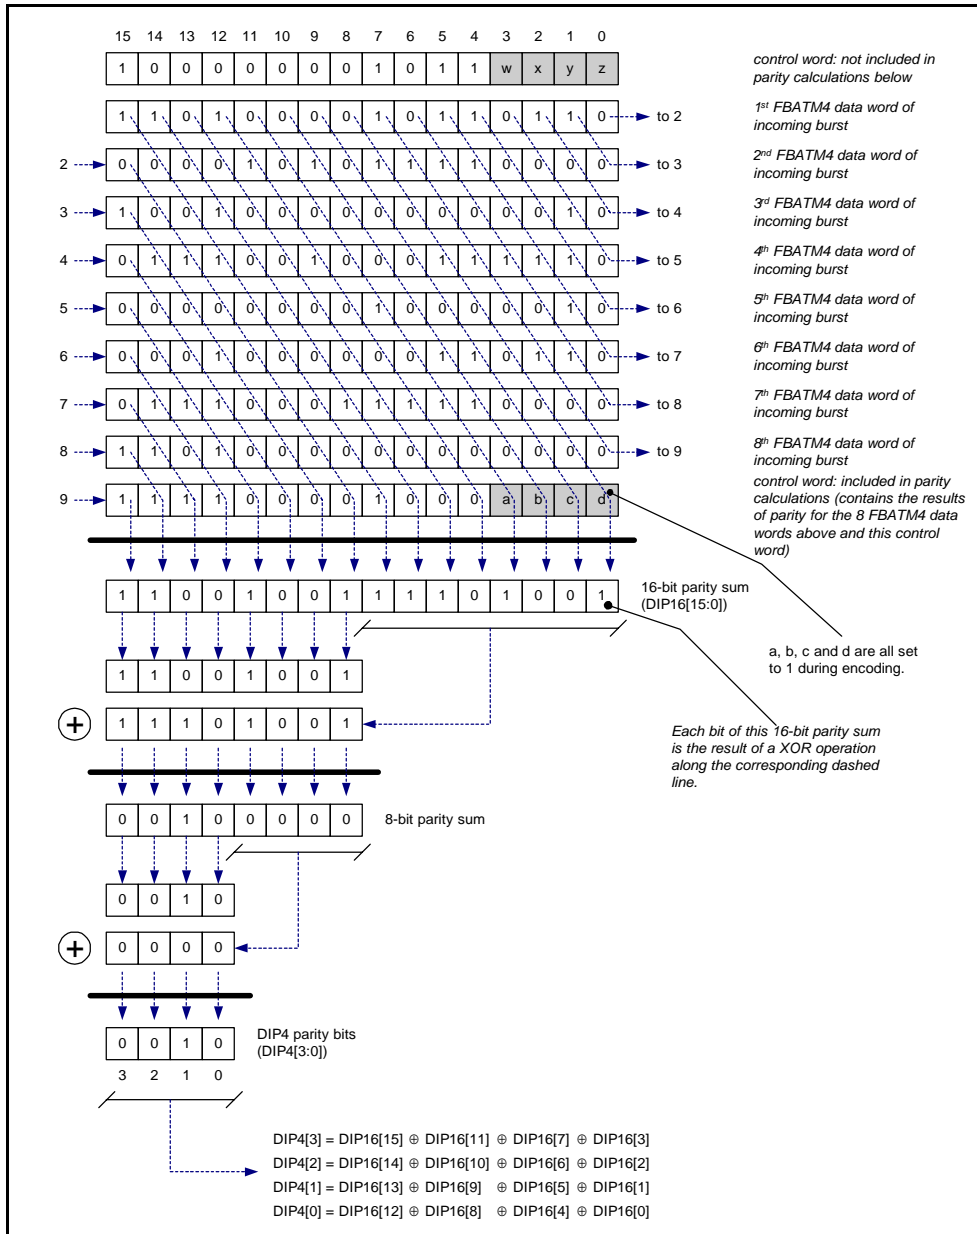 15 14 13 12 11 10 9 8 7 6 5 4 3 2 1 0
1 0 0 0 0 0 0 0 1 0 1 1 w x y z
control word: not included in
parity calculations below
1 1 0 1 0 0 0 0 1 0 1 1 0 1 1 0 to 2
1st FBATM4 data word of
incoming burst
2 0 0 0 0 1 0 1 0 1 1 1 1 0 0 0 0 to 3
2nd FBATM4 data word of
incoming burst
3 1 0 0 1 0 0 0 0 0 0 0 0 0 0 1 0 to 4
3rd FBATM4 data word of
incoming burst
4 0 1 1 1 0 0 1 0 0 0 1 1 1 1 1 0 to 5
4th FBATM4 data word of
incoming burst
5 0 0 0 0 0 0 0 0 1 0 0 0 0 0 1 0 to 6
5th FBATM4 data word of
incoming burst
6 0 0 0 1 0 0 0 0 0 0 1 1 0 1 1 0 to 7
6th FBATM4 data word of
incoming burst
7 0 1 1 1 0 0 0 1 1 1 1 1 0 0 0 0 to 8
7th FBATM4 data word of
incoming burst
8 1 1 0 1 0 0 0 0 0 0 0 0 0 0 0 0 to 9
8th FBATM4 data word of
incoming burst
9 1 1 1 1 0 0 0 0 0 0 0 0 a b c d
control word: included in parity
calculations (contains the results
of parity for the 8 FBATM4 data
words above and this control
word)
1 1 0 0 1 0 0 1 1 1 1 0 1 0 0 1
16-bit parity sum
(DIP16[15:0])
a, b, c and d are all set
to 1 during encoding.
1 1 0 0 1 0 0 1
+ 1 1 1 0 1 0 0 1
Each bit of this 16-bit parity sum
is the result of a XOR operation
along the corresponding dashed
line.
0 0 1 0 0 0 0 0 8-bit parity sum
0 0 1 0
+ 0 0 0 0
0 0 1 0
DIP4 parity bits
(DIP4[3:0])
3 2 1 0
DIP4[3] = DIP16[15] ⊕ DIP16[11] ⊕ DIP16[7] ⊕ DIP16[3]
DIP4[2] = DIP16[14] ⊕ DIP16[10] ⊕ DIP16[6] ⊕ DIP16[2]
DIP4[1] = DIP16[13] ⊕ DIP16[9] ⊕ DIP16[5] ⊕ DIP16[1]
DIP4[0] = DIP16[12] ⊕ DIP16[8] ⊕ DIP16[4] ⊕ DIP16[0]